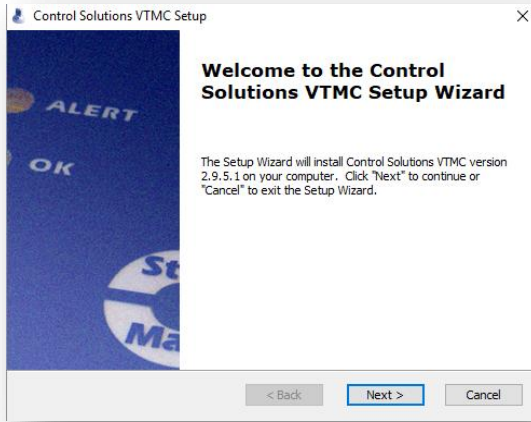 Control Solutions VTMC Setup
ALERT
OK
Welcome to the Control
Solutions VTMC Setup Wizard
The Setup Wizard will install Control Solutions VTMC version
2.9.5.1 on your computer. Click "Next" to continue or
"Cancel" to exit the Setup Wizard.
< Back
Next >
Cancel